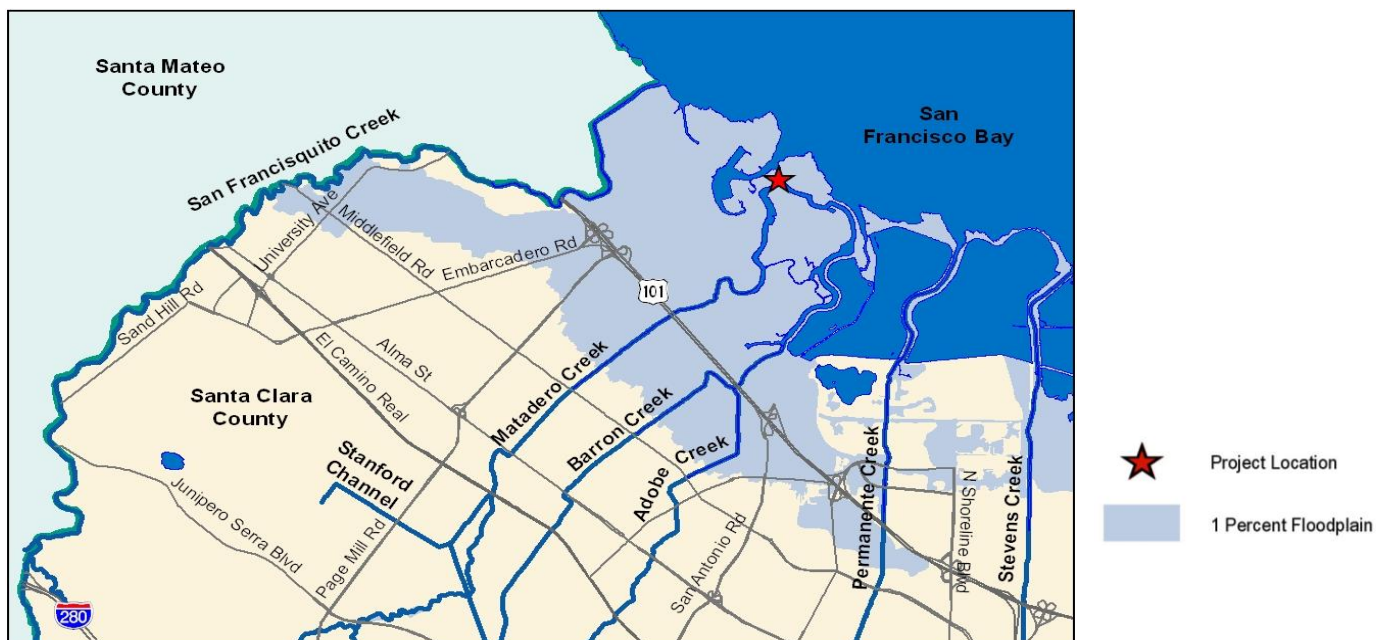 Santa Mateo
County
San Francisquito Creek
San
Francisco Bay
University Ave
Middlefield Rd
Embarcadero Rd
101
Sand Hill Rd
El Camino Real
Alma St
Matadero Creek
Santa Clara
County
Barron Creek
Stanford
Channel
Adobe Creek
Junipero Serra Blvd
Page Mill Rd
San Antonio Rd
Permanente Creek
N Shoreline Blvd
Stevens Creek
280
Project Location
1 Percent Floodplain